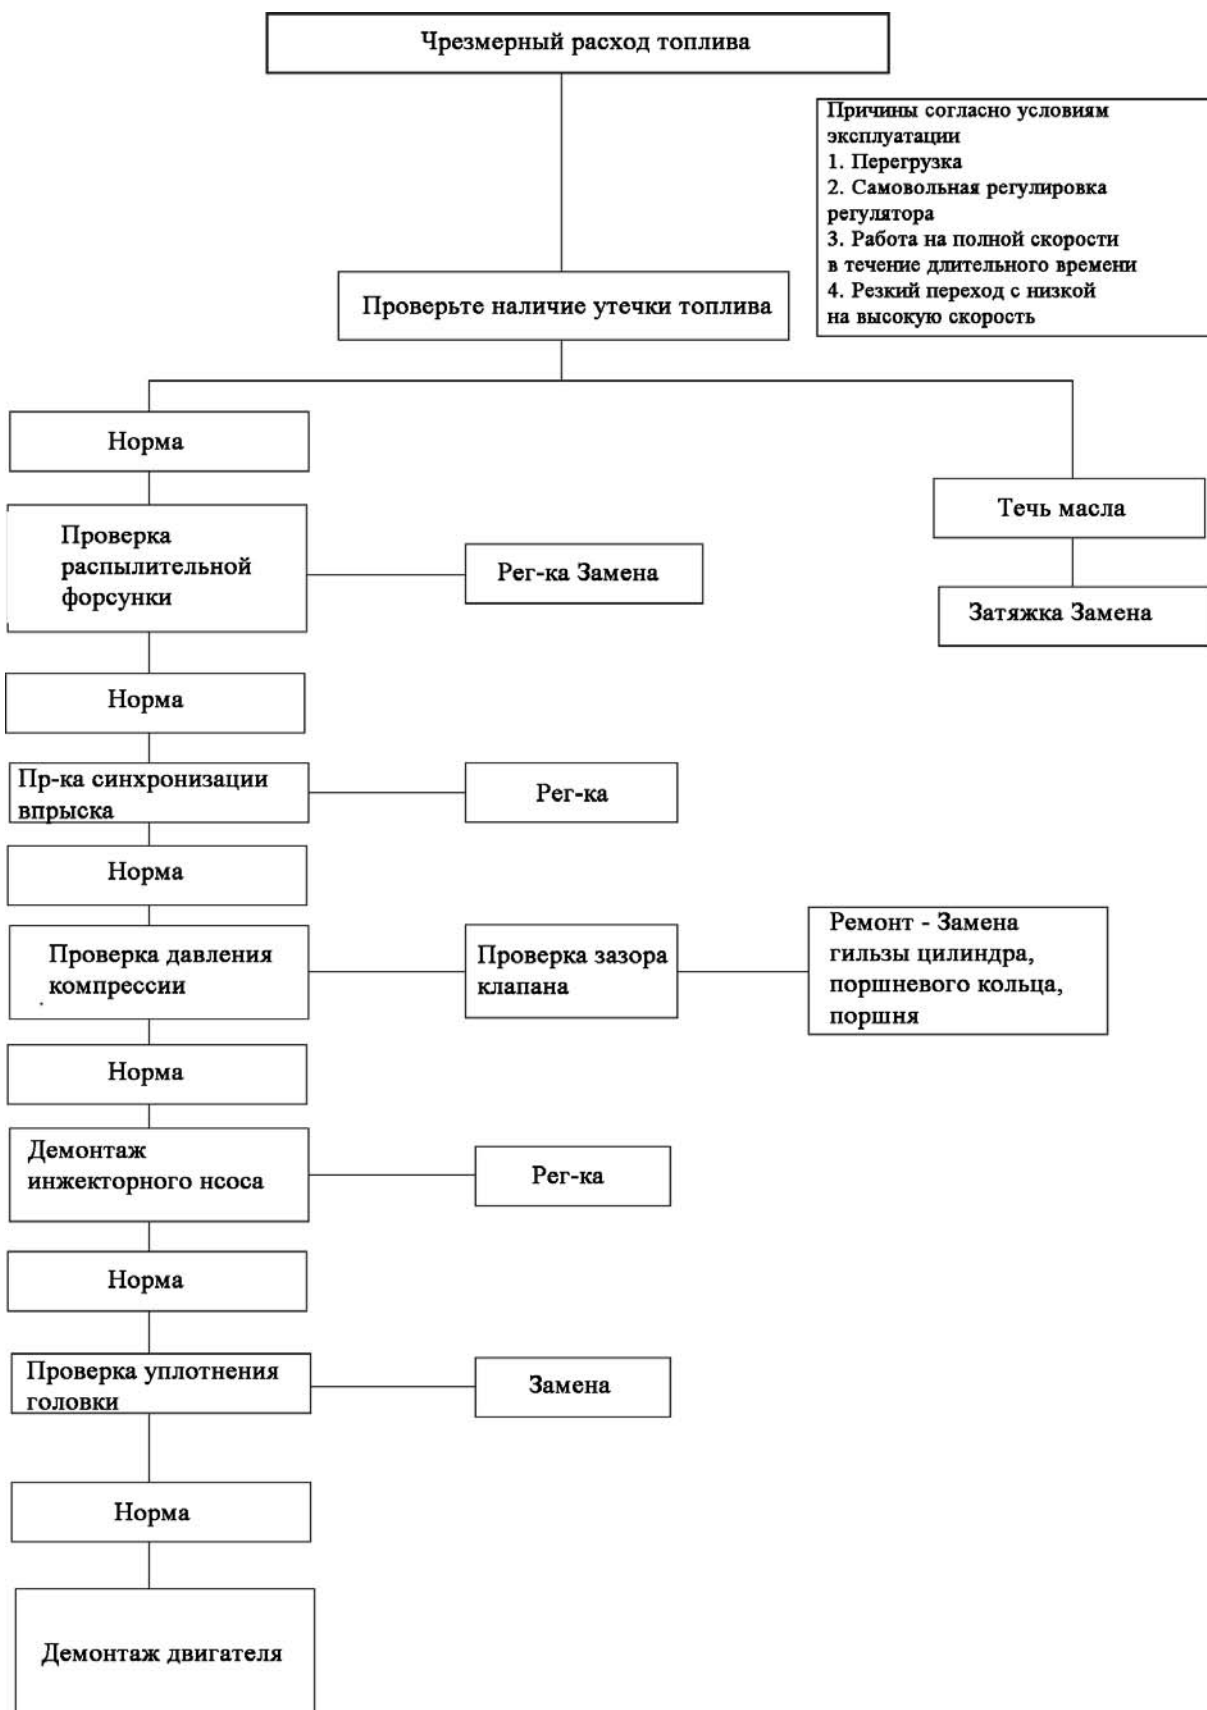 Чрезмерный расход топлива
Причины согласно условиям
эксплуатации
1. Перегрузка
2. Самовольная регулировка
регулятора
3. Работа на полной скорости
в течение длительного времени
4. Резкий переход с низкой
на высокую скорость
Проверьте наличие утечки топлива
Норма
Течь масла
Проверка
распылительной
форсунки
Рег-ка Замена
Затяжка Замена
Норма
Пр-ка синхронизации
впрыска
Рег-ка
Норма
Проверка давления
компрессии
Проверка зазора
клапана
Ремонт - Замена
гильзы цилиндра,
поршневого кольца,
поршня
Норма
Демонтаж
инжекторного нсоса
Рег-ка
Норма
Проверка уплотнения
головки
Замена
Норма
Демонтаж двигателя